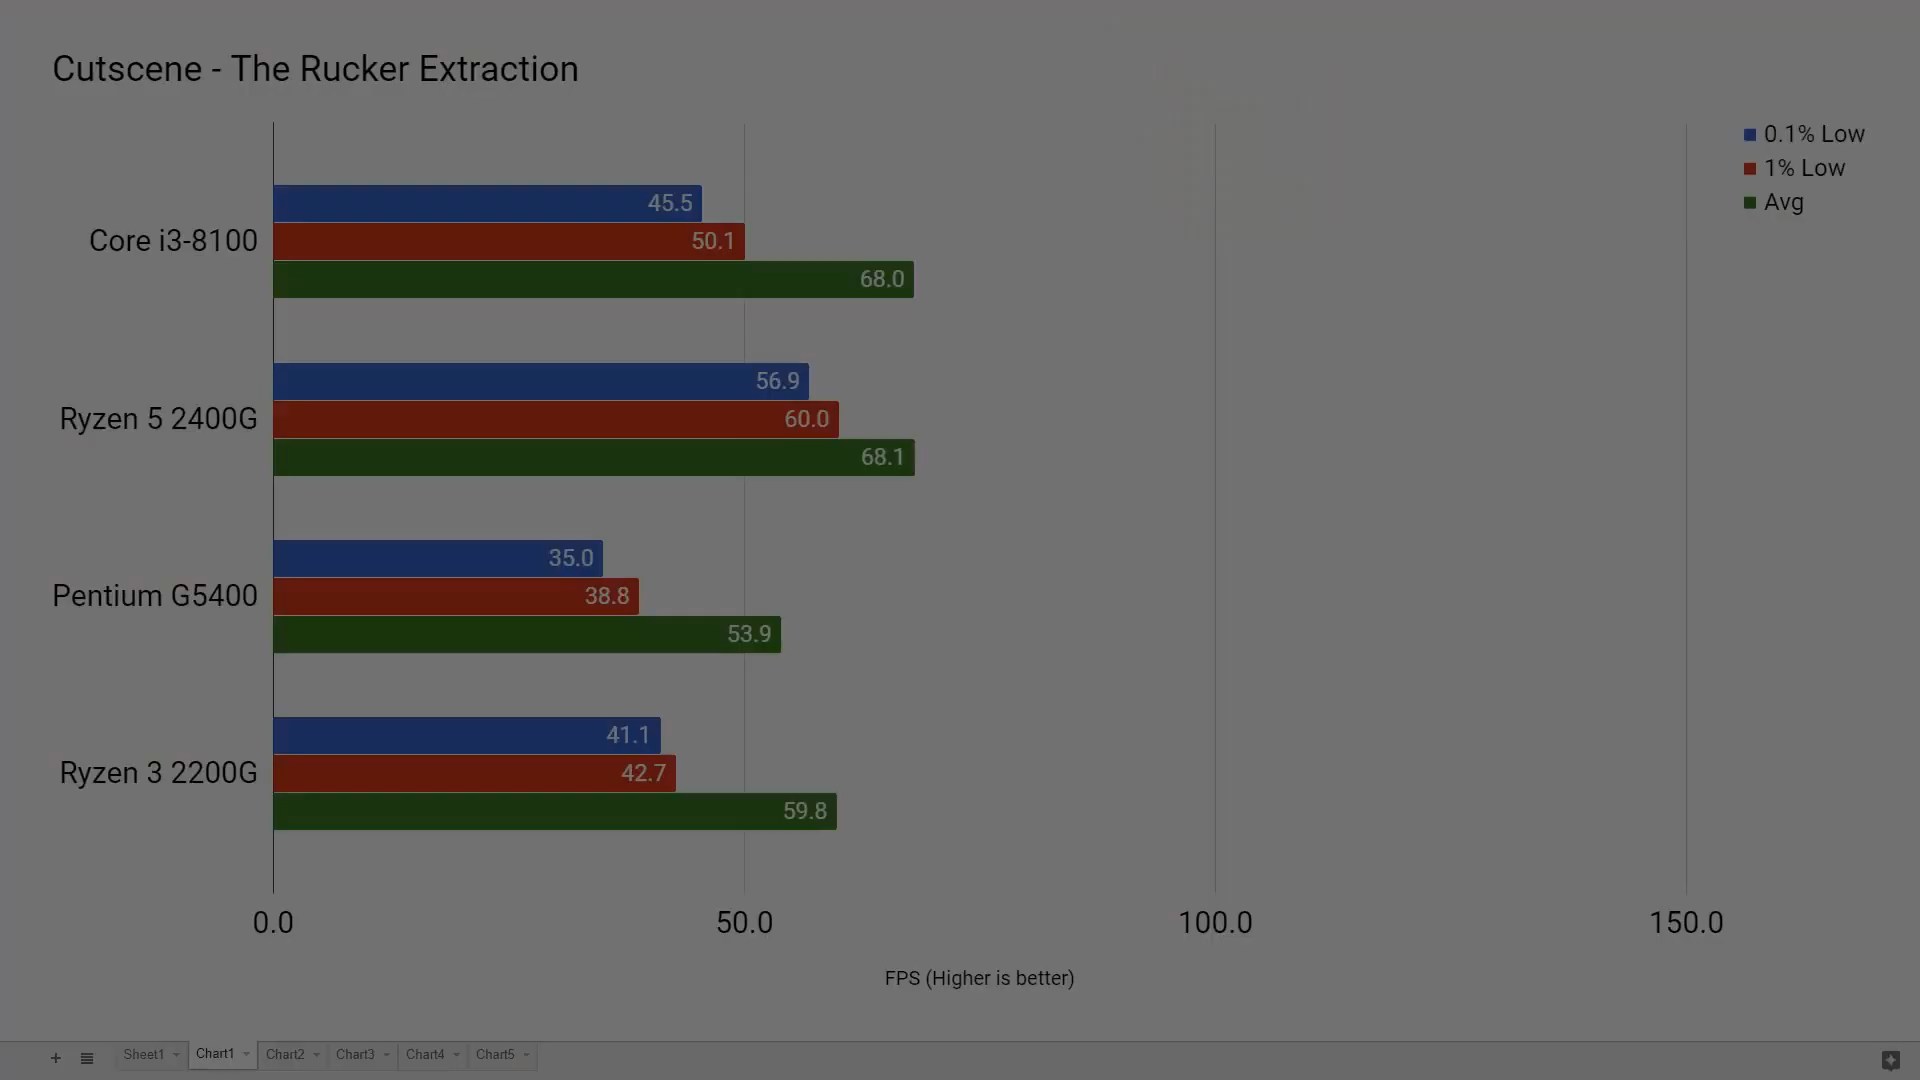 Cutscene - The Rucker Extraction
0.1% Low
1% Low
Avg
Core i3-8100
45.5
50.1
68.0
Ryzen 5 2400G
56.9
60.0
68.1
Pentium G5400
35.0
38.8
53.9
Ryzen 3 2200G
41.1
42.7
59.8
0.0 50.0 100.0 150.0
FPS (Higher is better)
+ Sheet1 Chart1 Chart2 Chart3 Chart4 Chart5